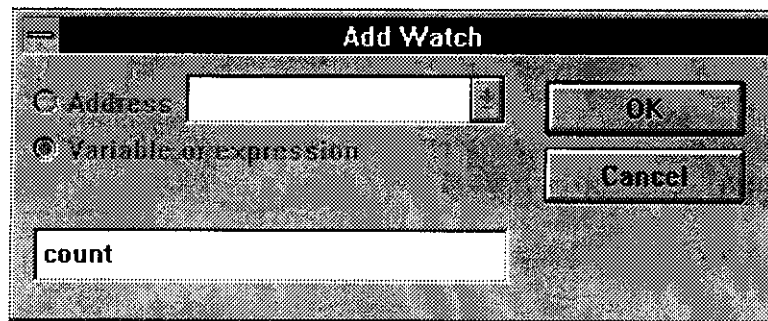 Add Watch
Address
OK
Variable or expression
Cancel
count